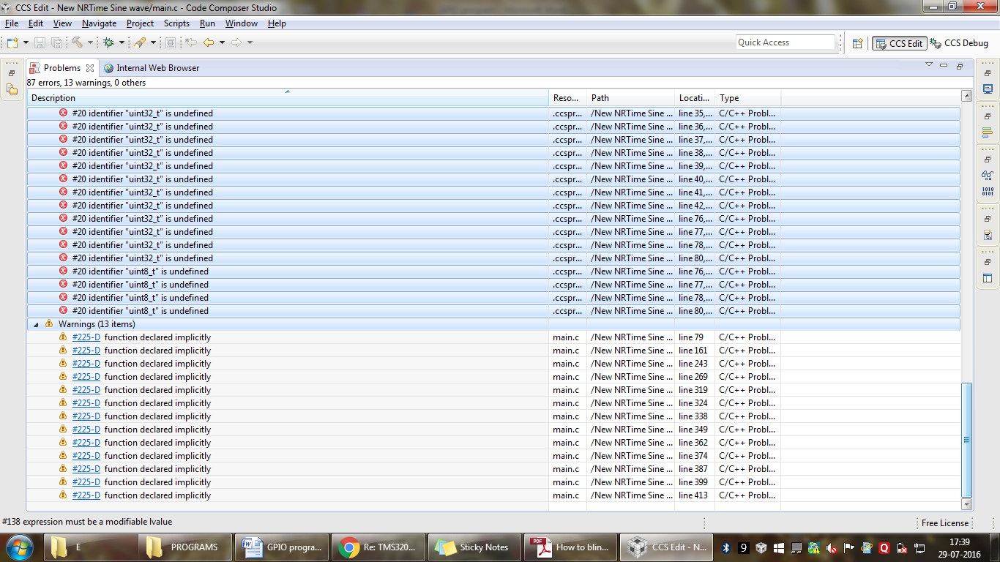 CCS Edit - New NRTime Sine wave/main.c - Code Composer Studio
File Edit View Navigate Project Scripts Run Window Help
Quick Access
CCS Edit
CCS Debug
Problems
Internal Web Browser
87 errors, 13 warnings, 0 others
Description Reso... Path Locati... Type
#20 identifier "uint32_t" is undefined .ccspr... /New NRTime Sine ... line 35,... C/C++ Probl...
#20 identifier "uint32_t" is undefined .ccspr... /New NRTime Sine ... line 36,... C/C++ Probl...
#20 identifier "uint32_t" is undefined .ccspr... /New NRTime Sine ... line 37,... C/C++ Probl...
#20 identifier "uint32_t" is undefined .ccspr... /New NRTime Sine ... line 38,... C/C++ Probl...
#20 identifier "uint32_t" is undefined .ccspr... /New NRTime Sine ... line 39,... C/C++ Probl...
#20 identifier "uint32_t" is undefined .ccspr... /New NRTime Sine ... line 40,... C/C++ Probl...
#20 identifier "uint32_t" is undefined .ccspr... /New NRTime Sine ... line 41,... C/C++ Probl...
#20 identifier "uint32_t" is undefined .ccspr... /New NRTime Sine ... line 42,... C/C++ Probl...
#20 identifier "uint32_t" is undefined .ccspr... /New NRTime Sine ... line 76,... C/C++ Probl...
#20 identifier "uint32_t" is undefined .ccspr... /New NRTime Sine ... line 77,... C/C++ Probl...
#20 identifier "uint32_t" is undefined .ccspr... /New NRTime Sine ... line 78,... C/C++ Probl...
#20 identifier "uint32_t" is undefined .ccspr... /New NRTime Sine ... line 80,... C/C++ Probl...
#20 identifier "uint8_t" is undefined .ccspr... /New NRTime Sine ... line 76,... C/C++ Probl...
#20 identifier "uint8_t" is undefined .ccspr... /New NRTime Sine ... line 77,... C/C++ Probl...
#20 identifier "uint8_t" is undefined .ccspr... /New NRTime Sine ... line 78,... C/C++ Probl...
#20 identifier "uint8_t" is undefined .ccspr... /New NRTime Sine ... line 80,... C/C++ Probl...
Warnings (13 items)
#225-D function declared implicitly main.c /New NRTime Sine ... line 79 C/C++ Probl...
#225-D function declared implicitly main.c /New NRTime Sine ... line 161 C/C++ Probl...
#225-D function declared implicitly main.c /New NRTime Sine ... line 243 C/C++ Probl...
#225-D function declared implicitly main.c /New NRTime Sine ... line 269 C/C++ Probl...
#225-D function declared implicitly main.c /New NRTime Sine ... line 319 C/C++ Probl...
#225-D function declared implicitly main.c /New NRTime Sine ... line 324 C/C++ Probl...
#225-D function declared implicitly main.c /New NRTime Sine ... line 338 C/C++ Probl...
#225-D function declared implicitly main.c /New NRTime Sine ... line 349 C/C++ Probl...
#225-D function declared implicitly main.c /New NRTime Sine ... line 362 C/C++ Probl...
#225-D function declared implicitly main.c /New NRTime Sine ... line 374 C/C++ Probl...
#225-D function declared implicitly main.c /New NRTime Sine ... line 387 C/C++ Probl...
#225-D function declared implicitly main.c /New NRTime Sine ... line 399 C/C++ Probl...
#225-D function declared implicitly main.c /New NRTime Sine ... line 413 C/C++ Probl...
#138 expression must be a modifiable lvalue
Free License
E
PROGRAMS
GPIO progra...
Re: TMS320...
Sticky Notes
PDF
How to blin...
CCS Edit - N...
9
17:39
29-07-2016